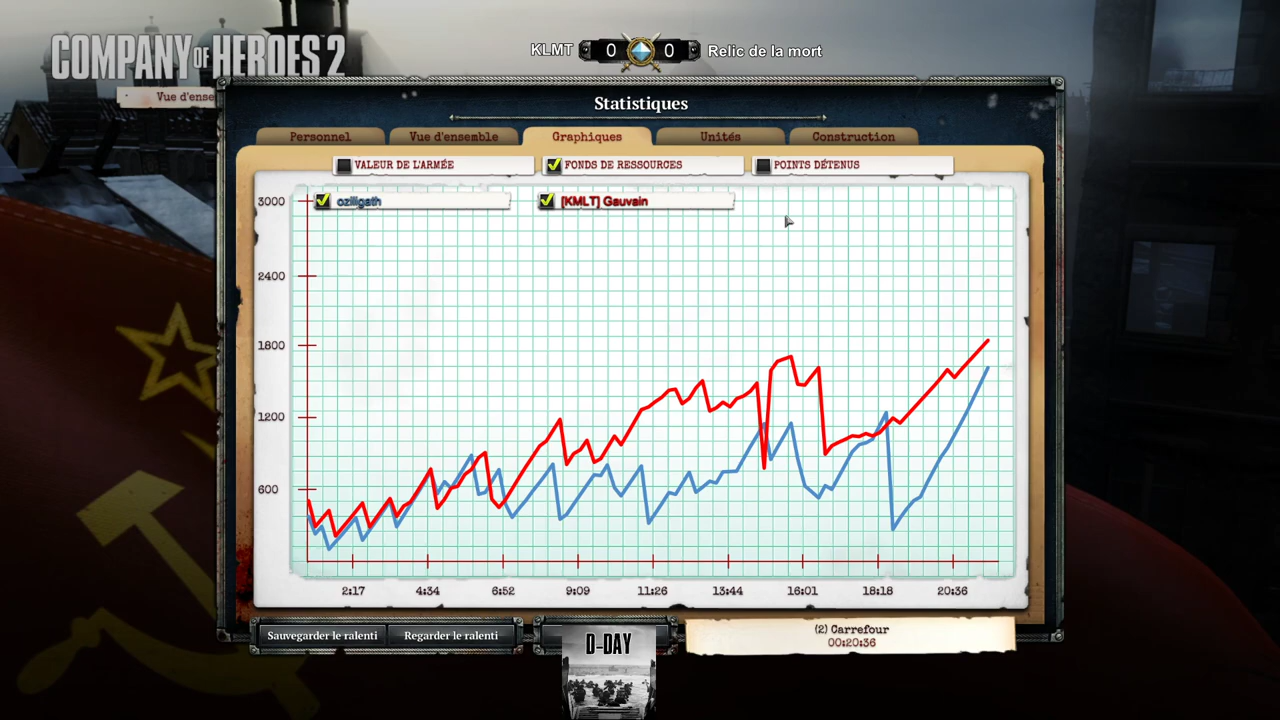 COMPANY OF HEROES 2
KLMT 0 0 Relic de la mort
Vue d'ense
Statistiques
Personnel Vue d'ensemble Graphiques Unités Construction
VALEUR DE L'ARMÉE FONDS DE RESSOURCES POINTS DÉTENUS
oziligath [KMLT] Gauvain
3000
2400
1800
1200
600
2:17 4:34 6:52 9:09 11:26 13:44 16:01 18:18 20:36
Sauvegarder le ralenti Regarder le ralenti
D-DAY
(2) Carrefour
00:20:36